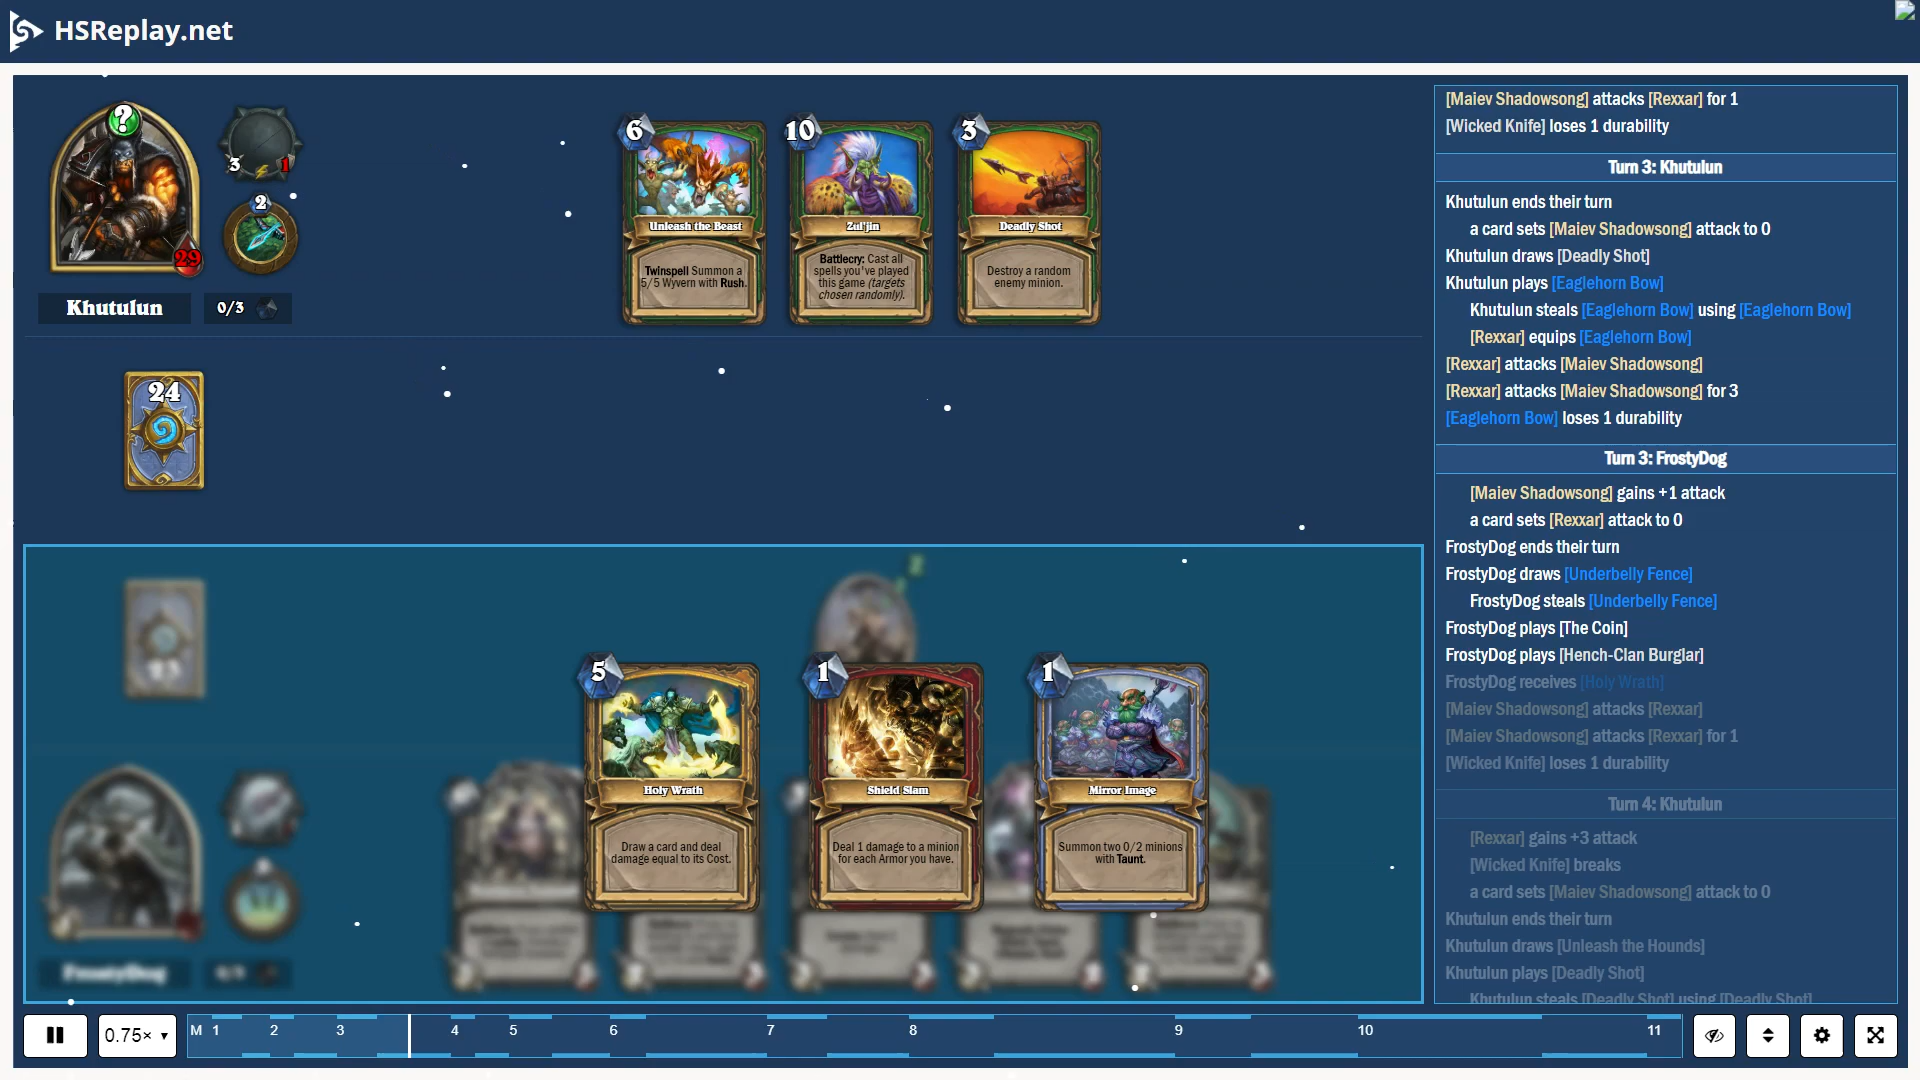 HSReplay.net
?
3
1
2
29
Khutulun
0/3
6
Unleash the Beast
Twinspell Summon a
5/5 Wyvern with Rush.
10
Zul'jin
Battlecry: Cast all
spells you've played
this game (targets
chosen randomly).
3
Deadly Shot
Destroy a random
enemy minion.
24
5
Holy Wrath
Draw a card and deal
damage equal to its Cost.
1
Shield Slam
Deal 1 damage to a minion
for each Armor you have.
1
Mirror Image
Summon two 0/2 minions
with Taunt.
FrostyDog
[Maiev Shadowsong] attacks [Rexxar] for 1
[Wicked Knife] loses 1 durability
Turn 3: Khutulun
Khutulun ends their turn
a card sets [Maiev Shadowsong] attack to 0
Khutulun draws [Deadly Shot]
Khutulun plays [Eaglehorn Bow]
Khutulun steals [Eaglehorn Bow] using [Eaglehorn Bow]
[Rexxar] equips [Eaglehorn Bow]
[Rexxar] attacks [Maiev Shadowsong]
[Rexxar] attacks [Maiev Shadowsong] for 3
[Eaglehorn Bow] loses 1 durability
Turn 3: FrostyDog
[Maiev Shadowsong] gains +1 attack
a card sets [Rexxar] attack to 0
FrostyDog ends their turn
FrostyDog draws [Underbelly Fence]
FrostyDog steals [Underbelly Fence]
FrostyDog plays [The Coin]
FrostyDog plays [Hench-Clan Burglar]
FrostyDog receives [Holy Wrath]
[Maiev Shadowsong] attacks [Rexxar]
[Maiev Shadowsong] attacks [Rexxar] for 1
[Wicked Knife] loses 1 durability
Turn 4: Khutulun
[Rexxar] gains +3 attack
[Wicked Knife] breaks
a card sets [Maiev Shadowsong] attack to 0
Khutulun ends their turn
Khutulun draws [Unleash the Hounds]
Khutulun plays [Deadly Shot]
Khutulun steals [Deadly Shot] using [Deadly Shot]
0.75×
M 1 2 3 4 5 6 7 8 9 10 11